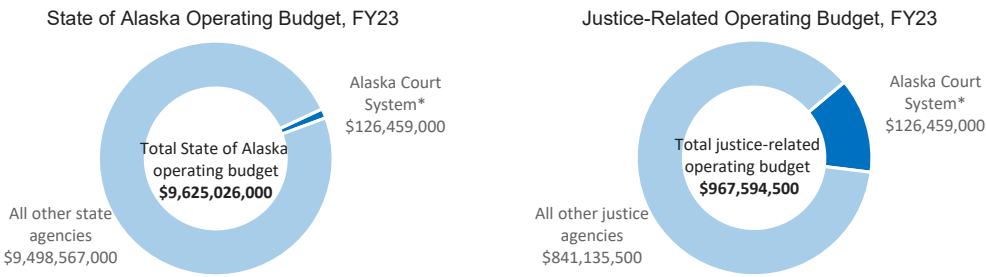 State of Alaska Operating Budget, FY23
Alaska Court
System*
$126,459,000
Total State of Alaska
operating budget
$9,625,026,000
All other state
agencies
$9,498,567,000
Justice-Related Operating Budget, FY23
Alaska Court
System*
$126,459,000
Total justice-related
operating budget
$967,594,500
All other justice
agencies
$841,135,500